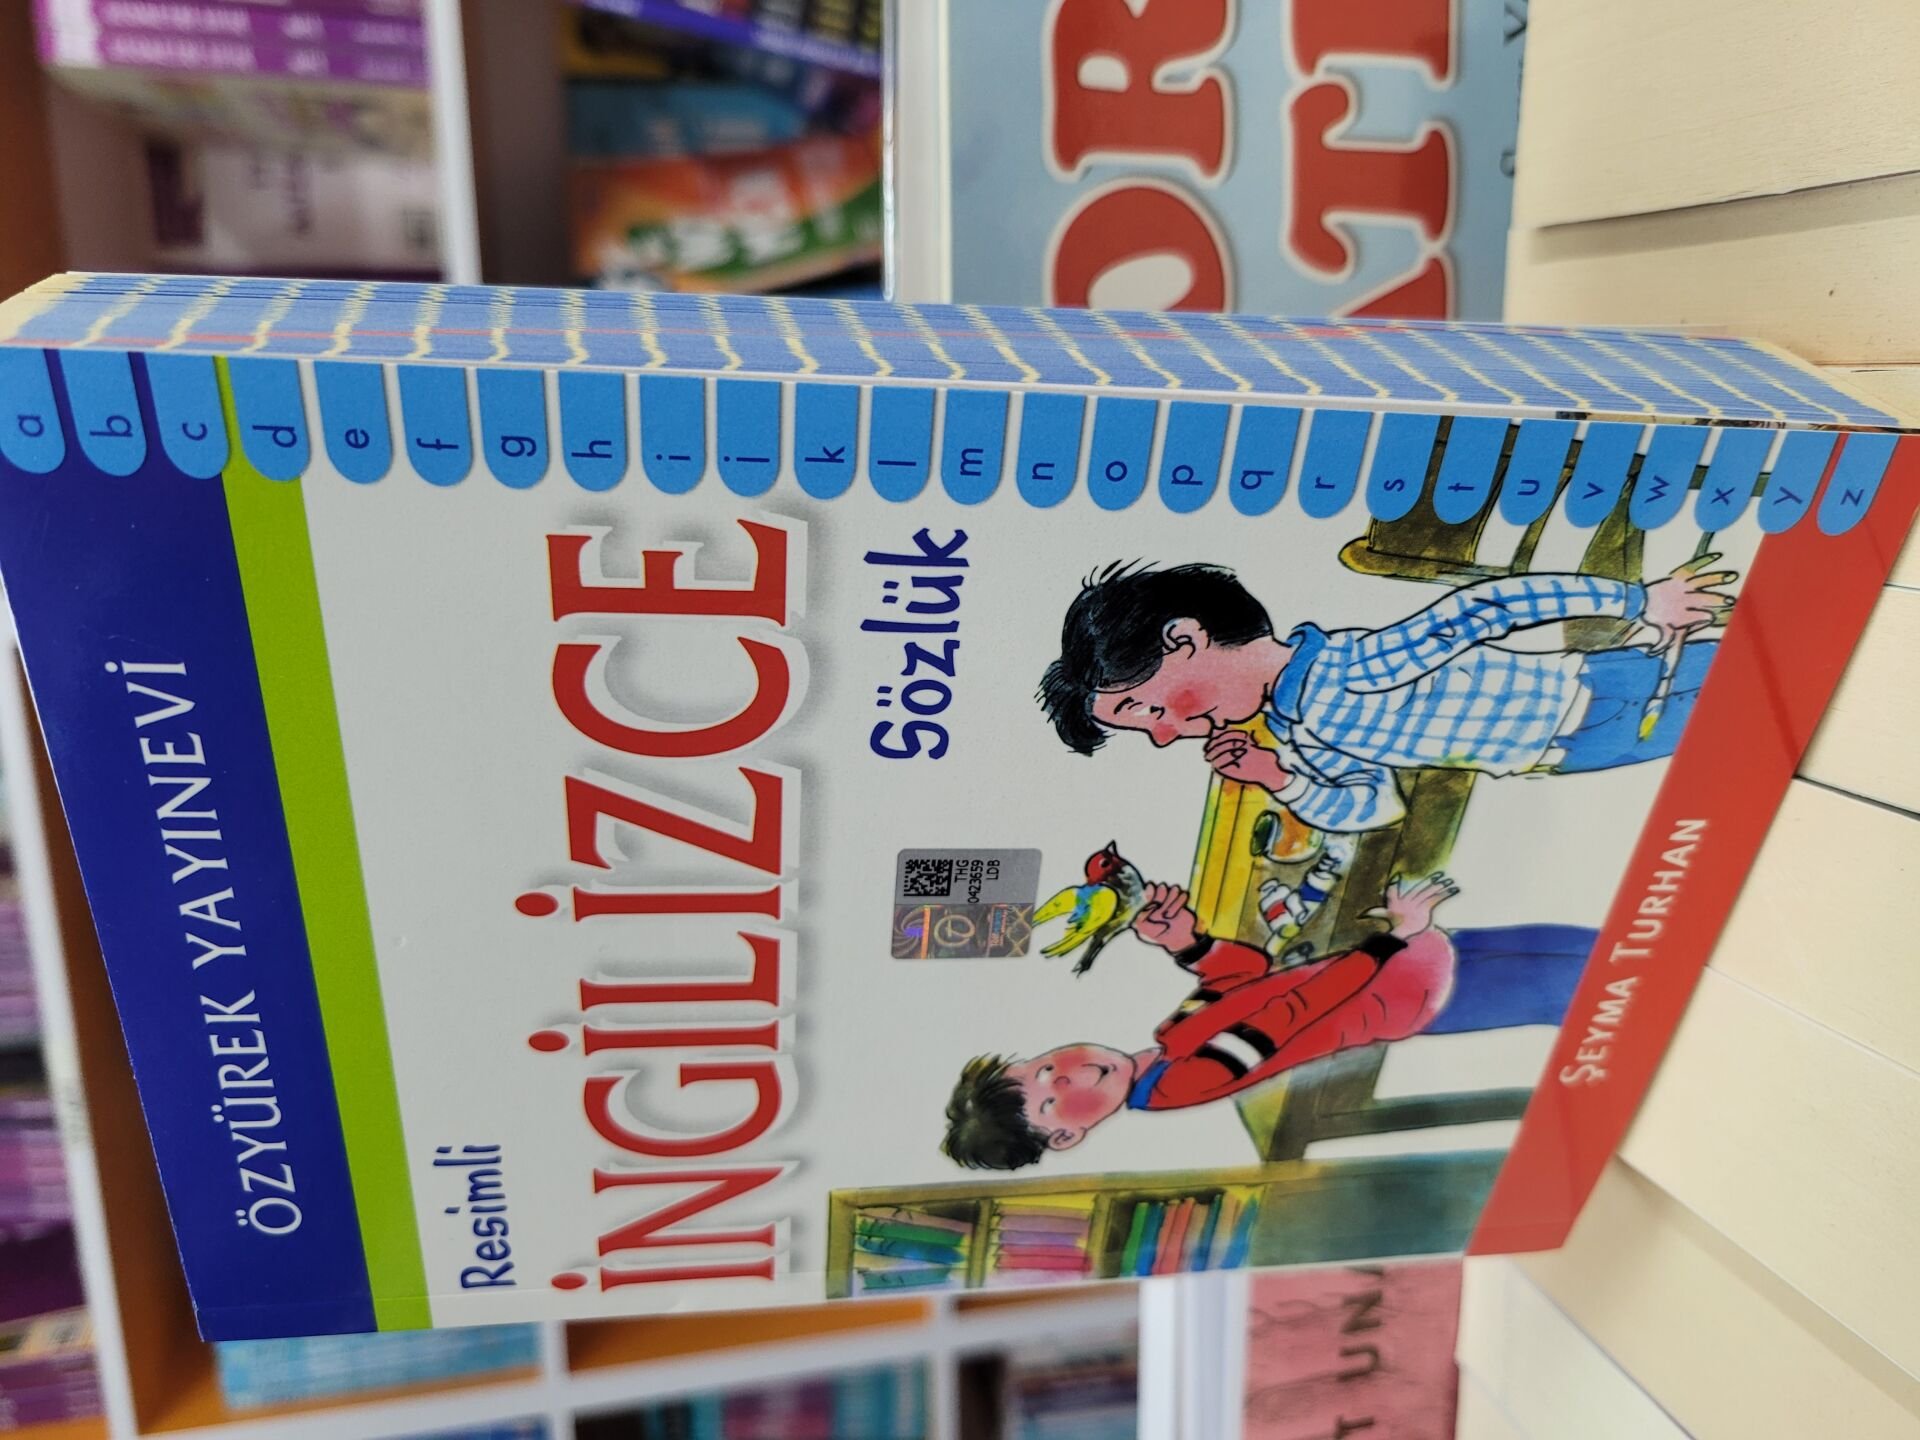 ÖZYÜREK YAYINEVİ
Resimli
İNGİLİZCE
Sözlük
THG
0423659
LDB
ŞEYMA TURHAN
a
b
c
d
e
f
g
h
i
j
k
l
m
n
o
p
q
r
s
t
u
v
w
x
y
z